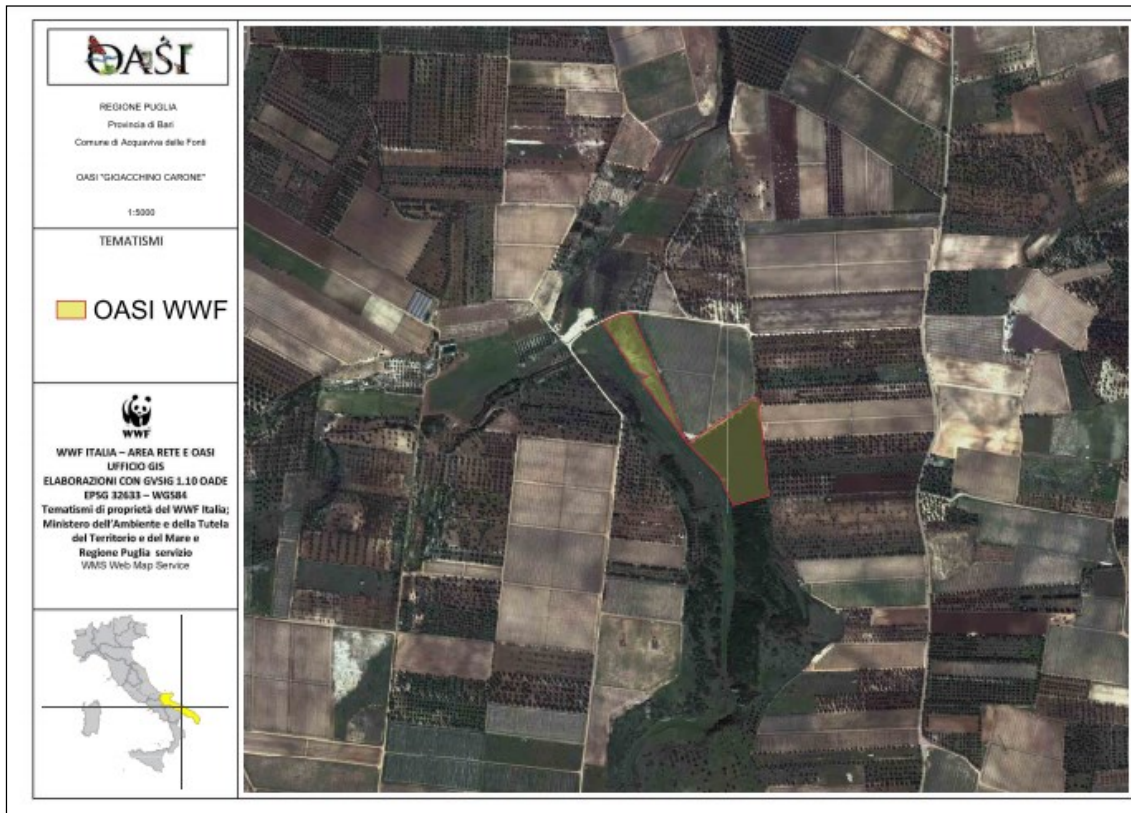 OAŠI
REGIONE PUGLIA
Provincia di Bari
Comune di Acquaviva delle Fonti
OASI "GIOACCHINO CARONE"
1:5000
TEMATISMI
OASI WWF
WWF
WWF ITALIA – AREA RETE E OASI
UFFICIO GIS
ELABORAZIONI CON GVSIG 1.10 OADE
EPSG 32633 – WGS84
Tematismi di proprietà del WWF Italia;
Ministero dell'Ambiente e della Tutela
del Territorio e del Mare e
Regione Puglia servizio
WMS Web Map Service